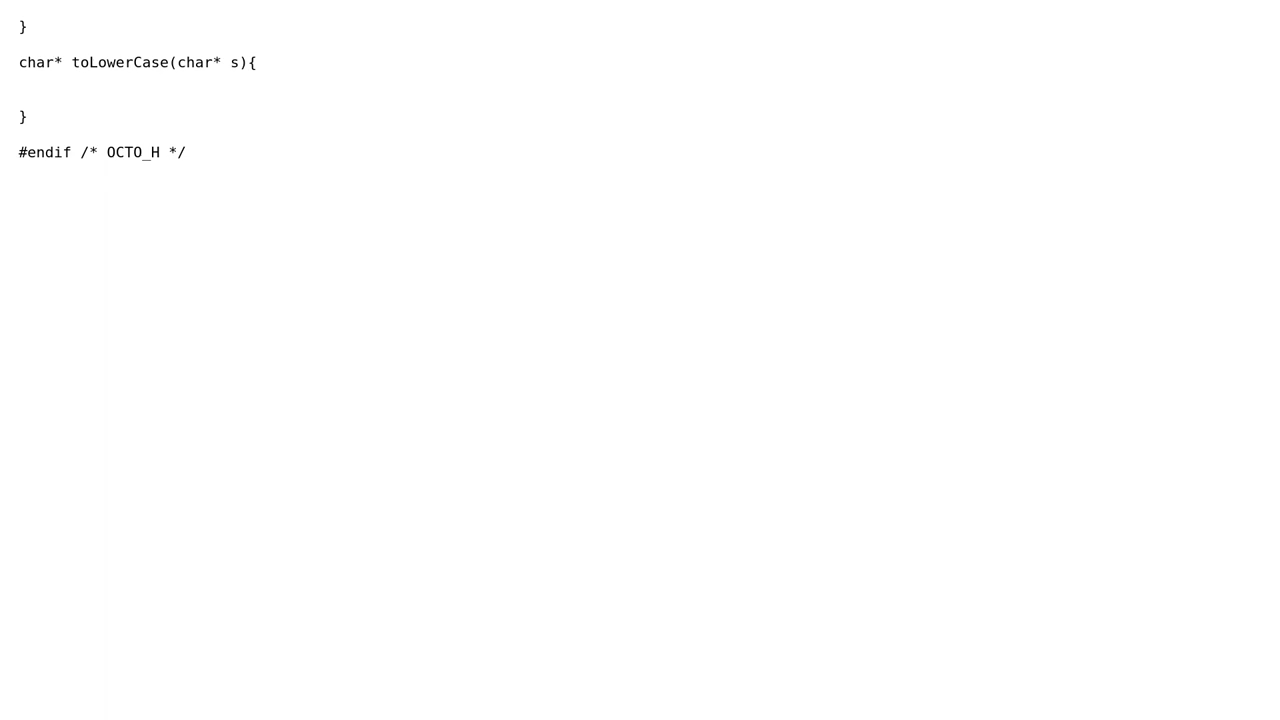 }
char* toLowerCase(char* s){
}
#endif /* OCTO_H */